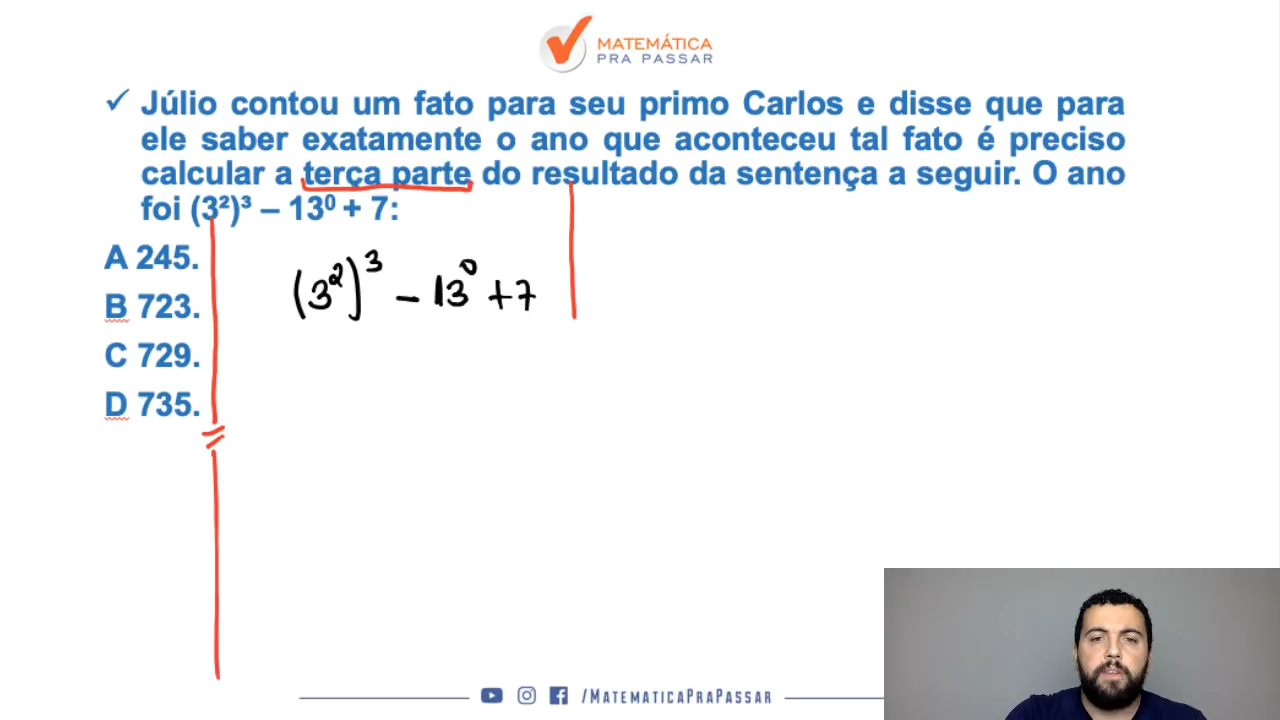 MATEMÁTICA
PRA PASSAR
✓ Júlio contou um fato para seu primo Carlos e disse que para
ele saber exatamente o ano que aconteceu tal fato é preciso
calcular a terça parte do resultado da sentença a seguir. O ano
foi (3²)³ – 13⁰ + 7:
A 245.
B 723.
C 729.
D 735.
(3²)³ – 13⁰ + 7
/MATEMATICAPRAPASSAR